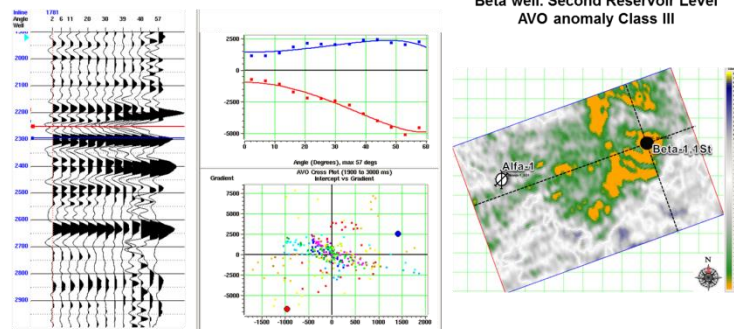 Beta well. Second Reservoir Level
AVO anomaly Class III
Inline 1781
Angle 2 6 11 20 30 39 48 57
Well
2100
2200
2300
2400
2500
2600
2700
2800
2900
2500
0
-2500
-5000
0 10 20 30 40 50 60
Angle (Degrees), max 57 degs
AVO Cross Plot (1900 to 3000 ms)
Gradient Intercept vs Gradient
7500
5000
2500
0
-2500
-5000
-1500 -1000 -500 0 500 1000 1500 2000
Alfa-1
Beta-1,1St
N